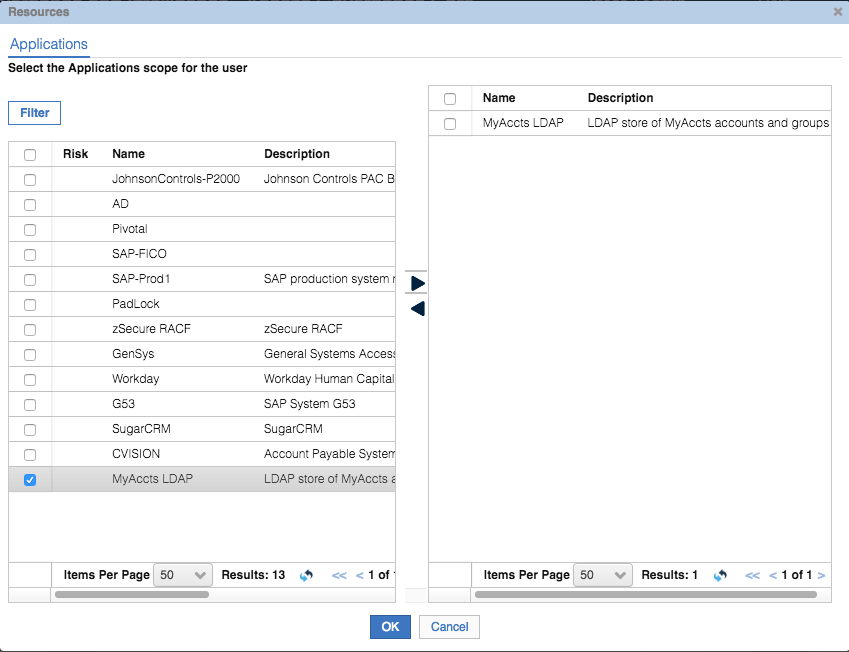 Resources
Applications
Select the Applications scope for the user
Filter
Risk Name Description
JohnsonControls-P2000 Johnson Controls PAC B
AD
Pivotal
SAP-FICO
SAP-Prod1 SAP production system
PadLock
zSecure RACF zSecure RACF
GenSys General Systems Access
Workday Workday Human Capital
G53 SAP System G53
SugarCRM SugarCRM
CVISION Account Payable System
MyAccts LDAP LDAP store of MyAccts a
Items Per Page 50 Results: 13 << < 1 of
Name Description
MyAccts LDAP LDAP store of MyAccts accounts and groups
Items Per Page 50 Results: 1 << < 1 of 1 >
OK Cancel